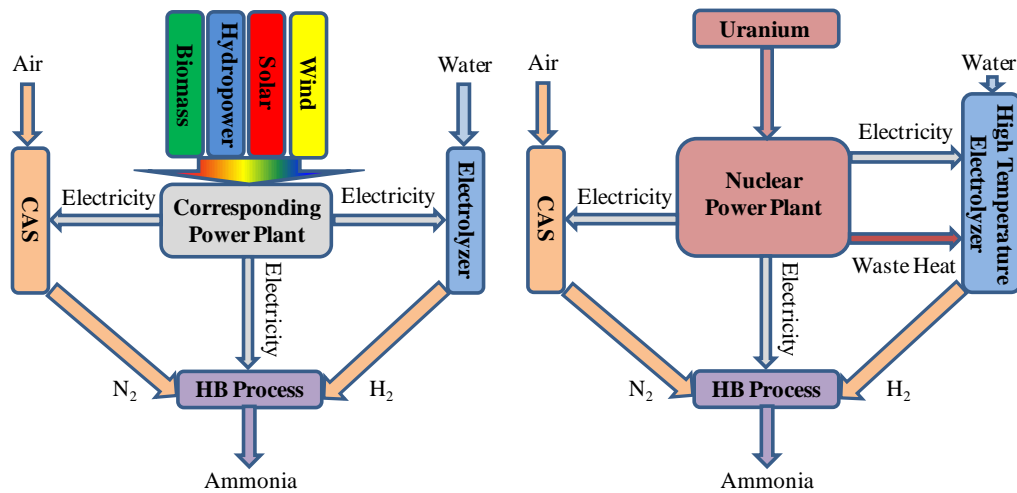 Air
Biomass
Hydropower
Solar
Wind
Water
CAS
Electricity
Corresponding
Power Plant
Electricity
Electrolyzer
Electricity
N2
HB Process
H2
Ammonia
Uranium
Air
Water
CAS
Electricity
Nuclear
Power Plant
Electricity
Waste Heat
High Temperature
Electrolyzer
Electricity
N2
HB Process
H2
Ammonia